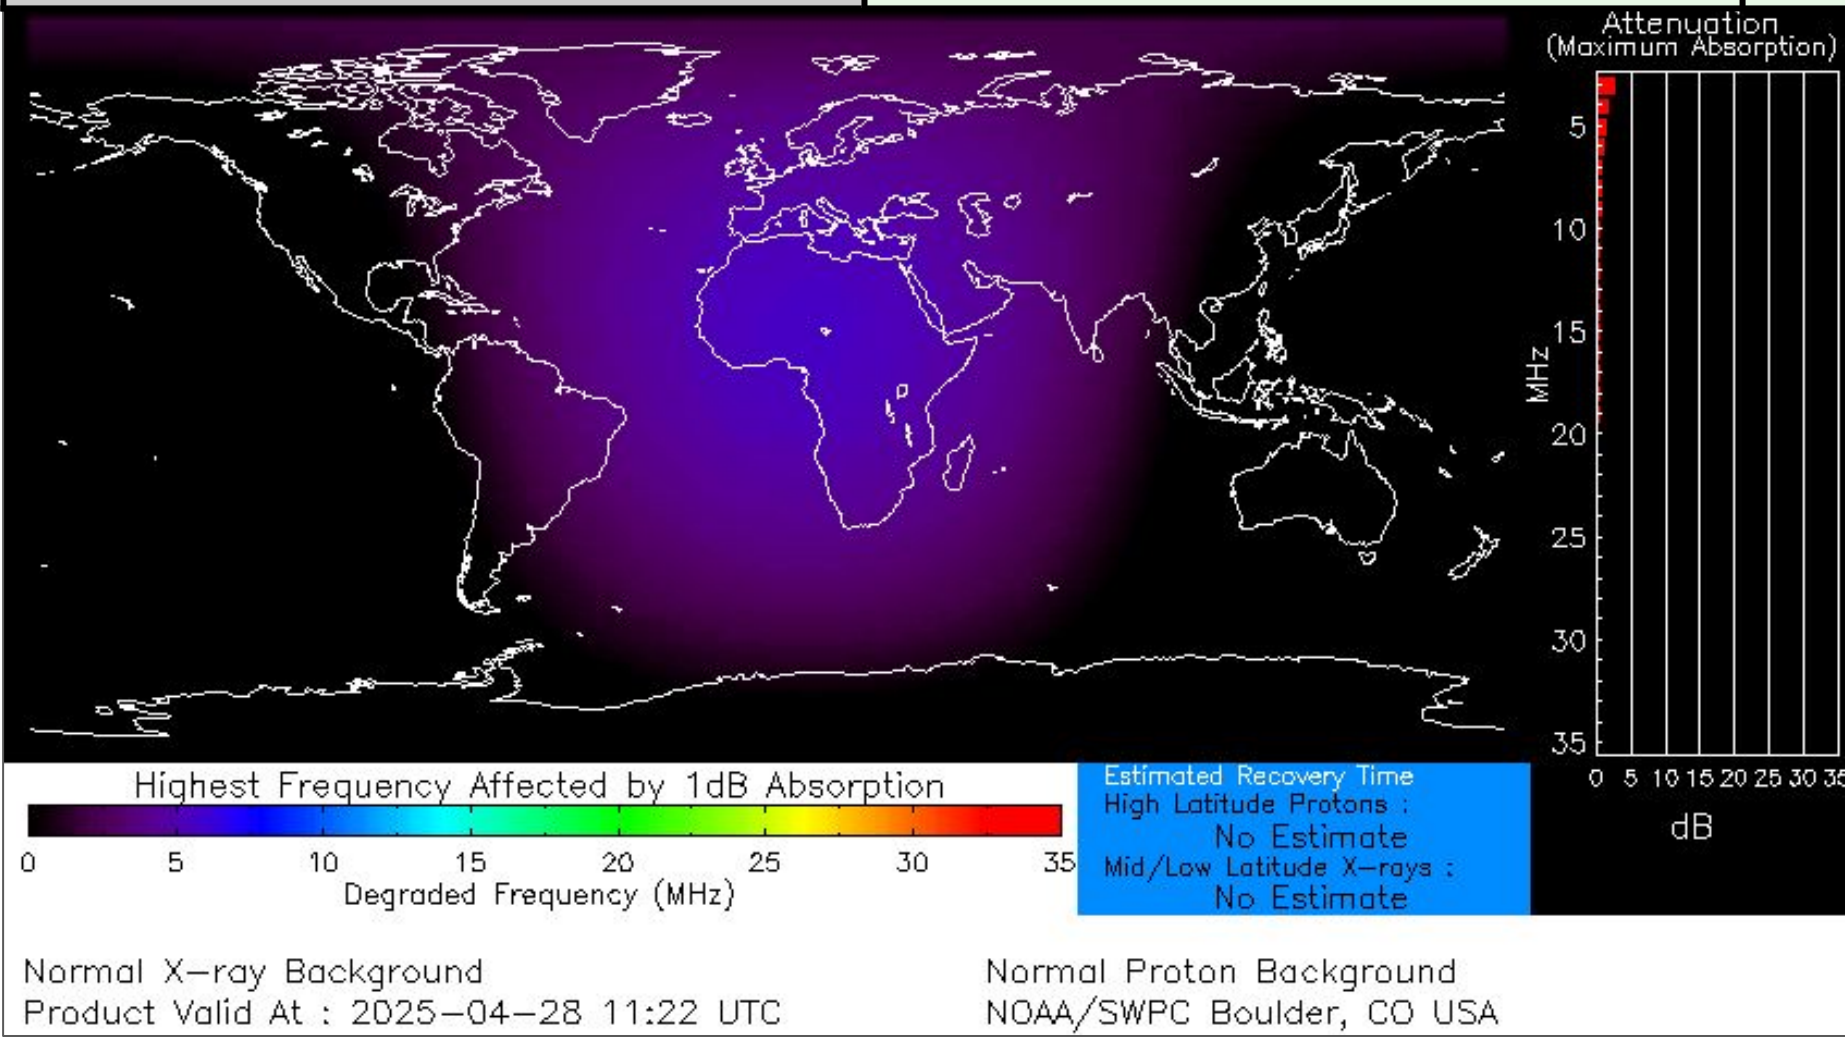 Attenuation
(Maximum Absorption)
5
10
15
20
25
30
35
MHz
0 5 10 15 20 25 30 35
dB
Highest Frequency Affected by 1dB Absorption
0 5 10 15 20 25 30 35
Degraded Frequency (MHz)
Estimated Recovery Time
High Latitude Protons :
No Estimate
Mid/Low Latitude X-rays :
No Estimate
Normal X-ray Background
Product Valid At : 2025-04-28 11:22 UTC
Normal Proton Background
NOAA/SWPC Boulder, CO USA